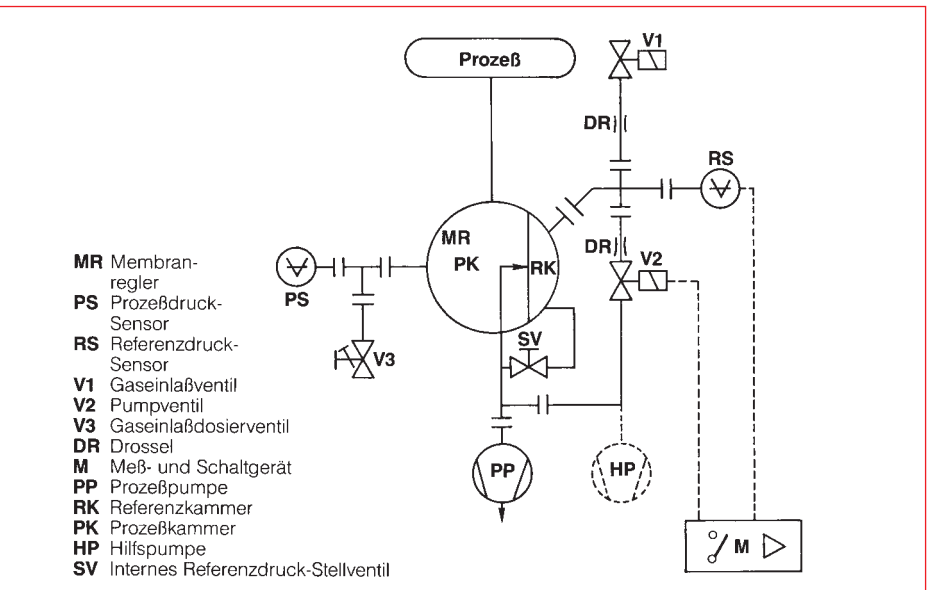 Prozeß
V1
DR
RS
MR
PK
RK
DR
V2
PS
V3
SV
PP
HP
M
MR Membran-
regler
PS Prozeßdruck-
Sensor
RS Referenzdruck-
Sensor
V1 Gaseinlaßventil
V2 Pumpventil
V3 Gaseinlaßdosierventil
DR Drossel
M Meß- und Schaltgerät
PP Prozeßpumpe
RK Referenzkammer
PK Prozeßkammer
HP Hilfspumpe
SV Internes Referenzdruck-Stellventil